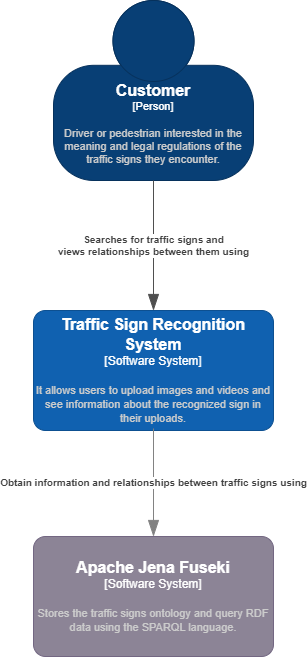 Customer
[Person]
Driver or pedestrian interested in the
meaning and legal regulations of the
traffic signs they encounter.
Searches for traffic signs and
views relationships between them using
Traffic Sign Recognition
System
[Software System]
It allows users to upload images and videos and
see information about the recognized sign in
their uploads.
Obtain information and relationships between traffic signs using
Apache Jena Fuseki
[Software System]
Stores the traffic signs ontology and query RDF
data using the SPARQL language.